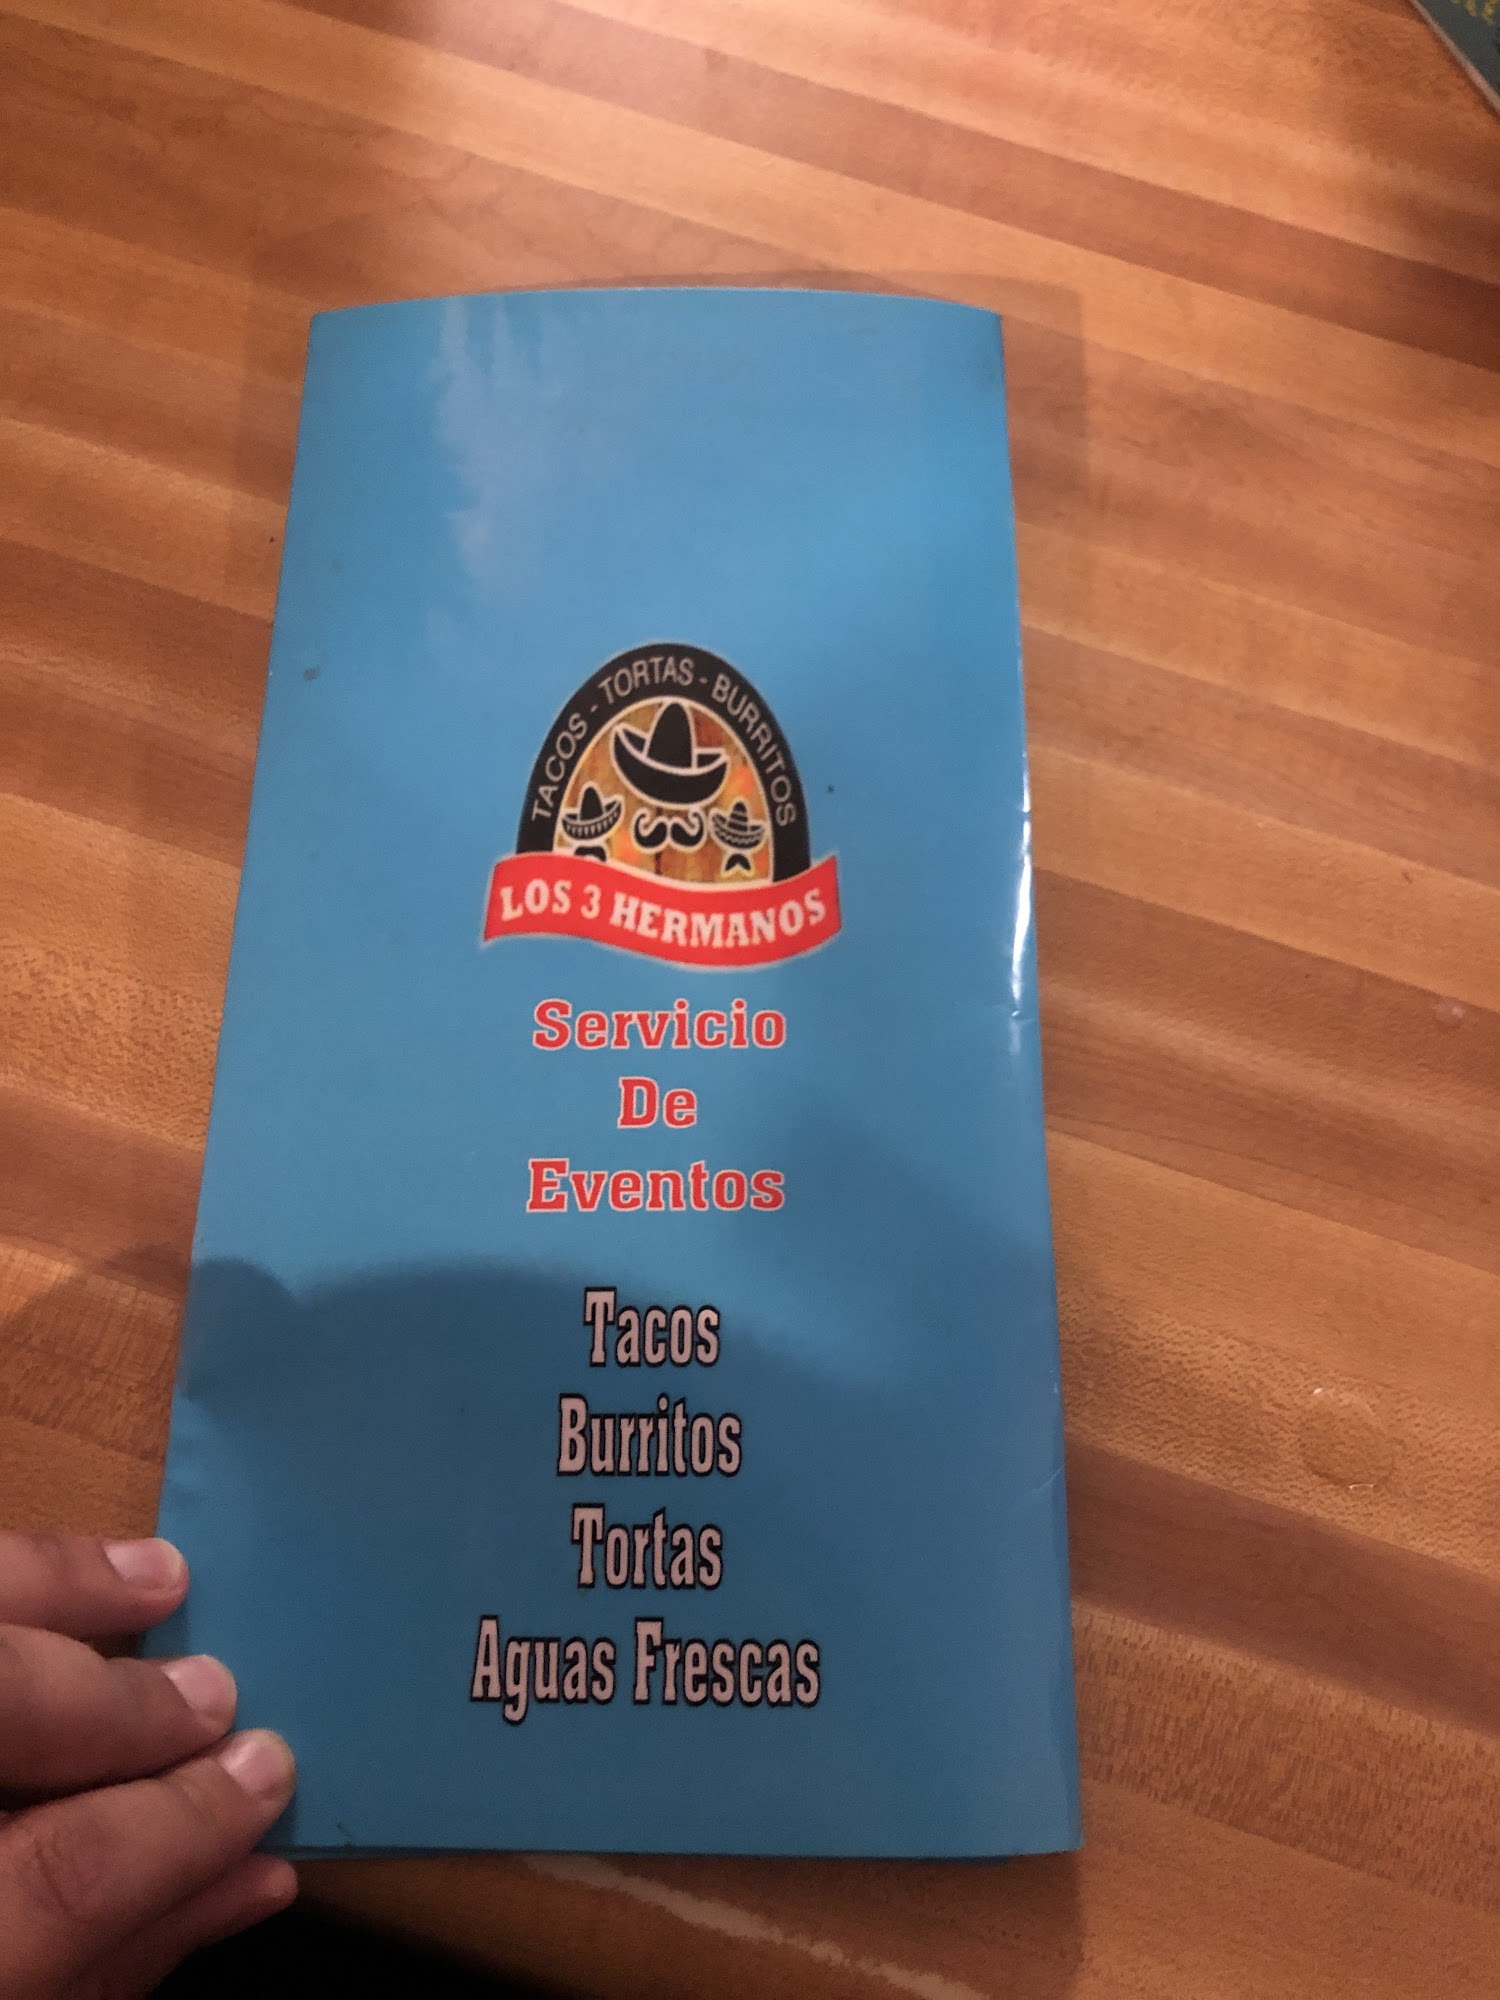 TACOS - TORTAS - BURRITOS
LOS 3 HERMANOS
Servicio
De
Eventos
Tacos
Burritos
Tortas
Aguas Frescas